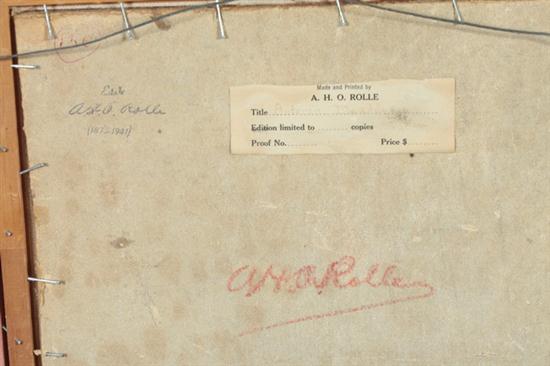 A.H.O. Rolle
Made and Printed by
A. H. O. ROLLE
Title
Edition limited to ........ copies
Proof No. ........ Price $ ........
A.H.O. Rolle